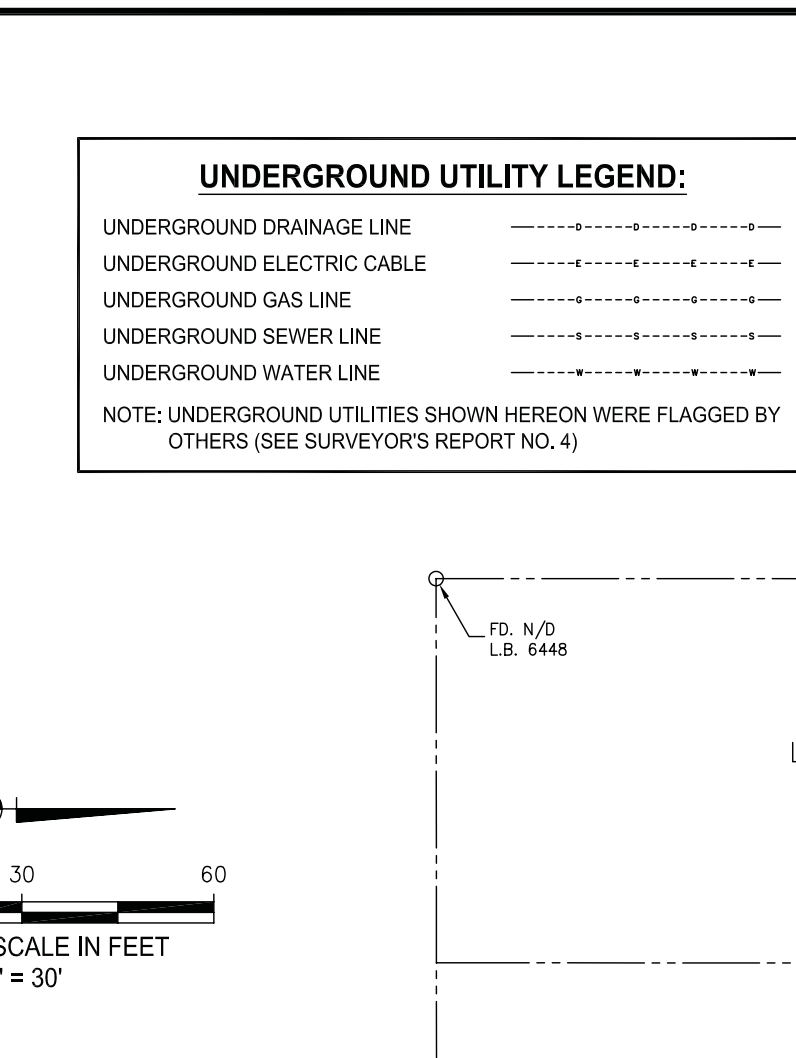 UNDERGROUND UTILITY LEGEND:
UNDERGROUND DRAINAGE LINE D D D D
UNDERGROUND ELECTRIC CABLE E E E E
UNDERGROUND GAS LINE G G G G
UNDERGROUND SEWER LINE S S S S
UNDERGROUND WATER LINE W W W W
NOTE: UNDERGROUND UTILITIES SHOWN HEREON WERE FLAGGED BY
OTHERS (SEE SURVEYOR'S REPORT NO. 4)
FD. N/D
L.B. 6448
30 60
SCALE IN FEET
' = 30'